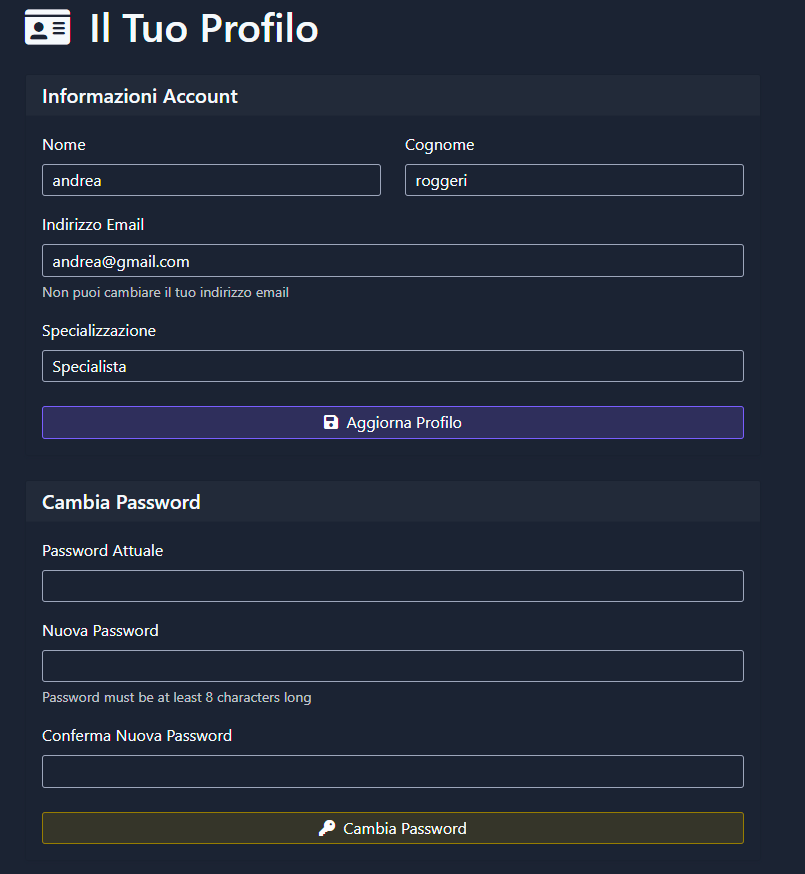 Il Tuo Profilo
Informazioni Account
Nome
Cognome
andrea
roggeri
Indirizzo Email
andrea@gmail.com
Non puoi cambiare il tuo indirizzo email
Specializzazione
Specialista
Aggiorna Profilo
Cambia Password
Password Attuale
Nuova Password
Password must be at least 8 characters long
Conferma Nuova Password
Cambia Password